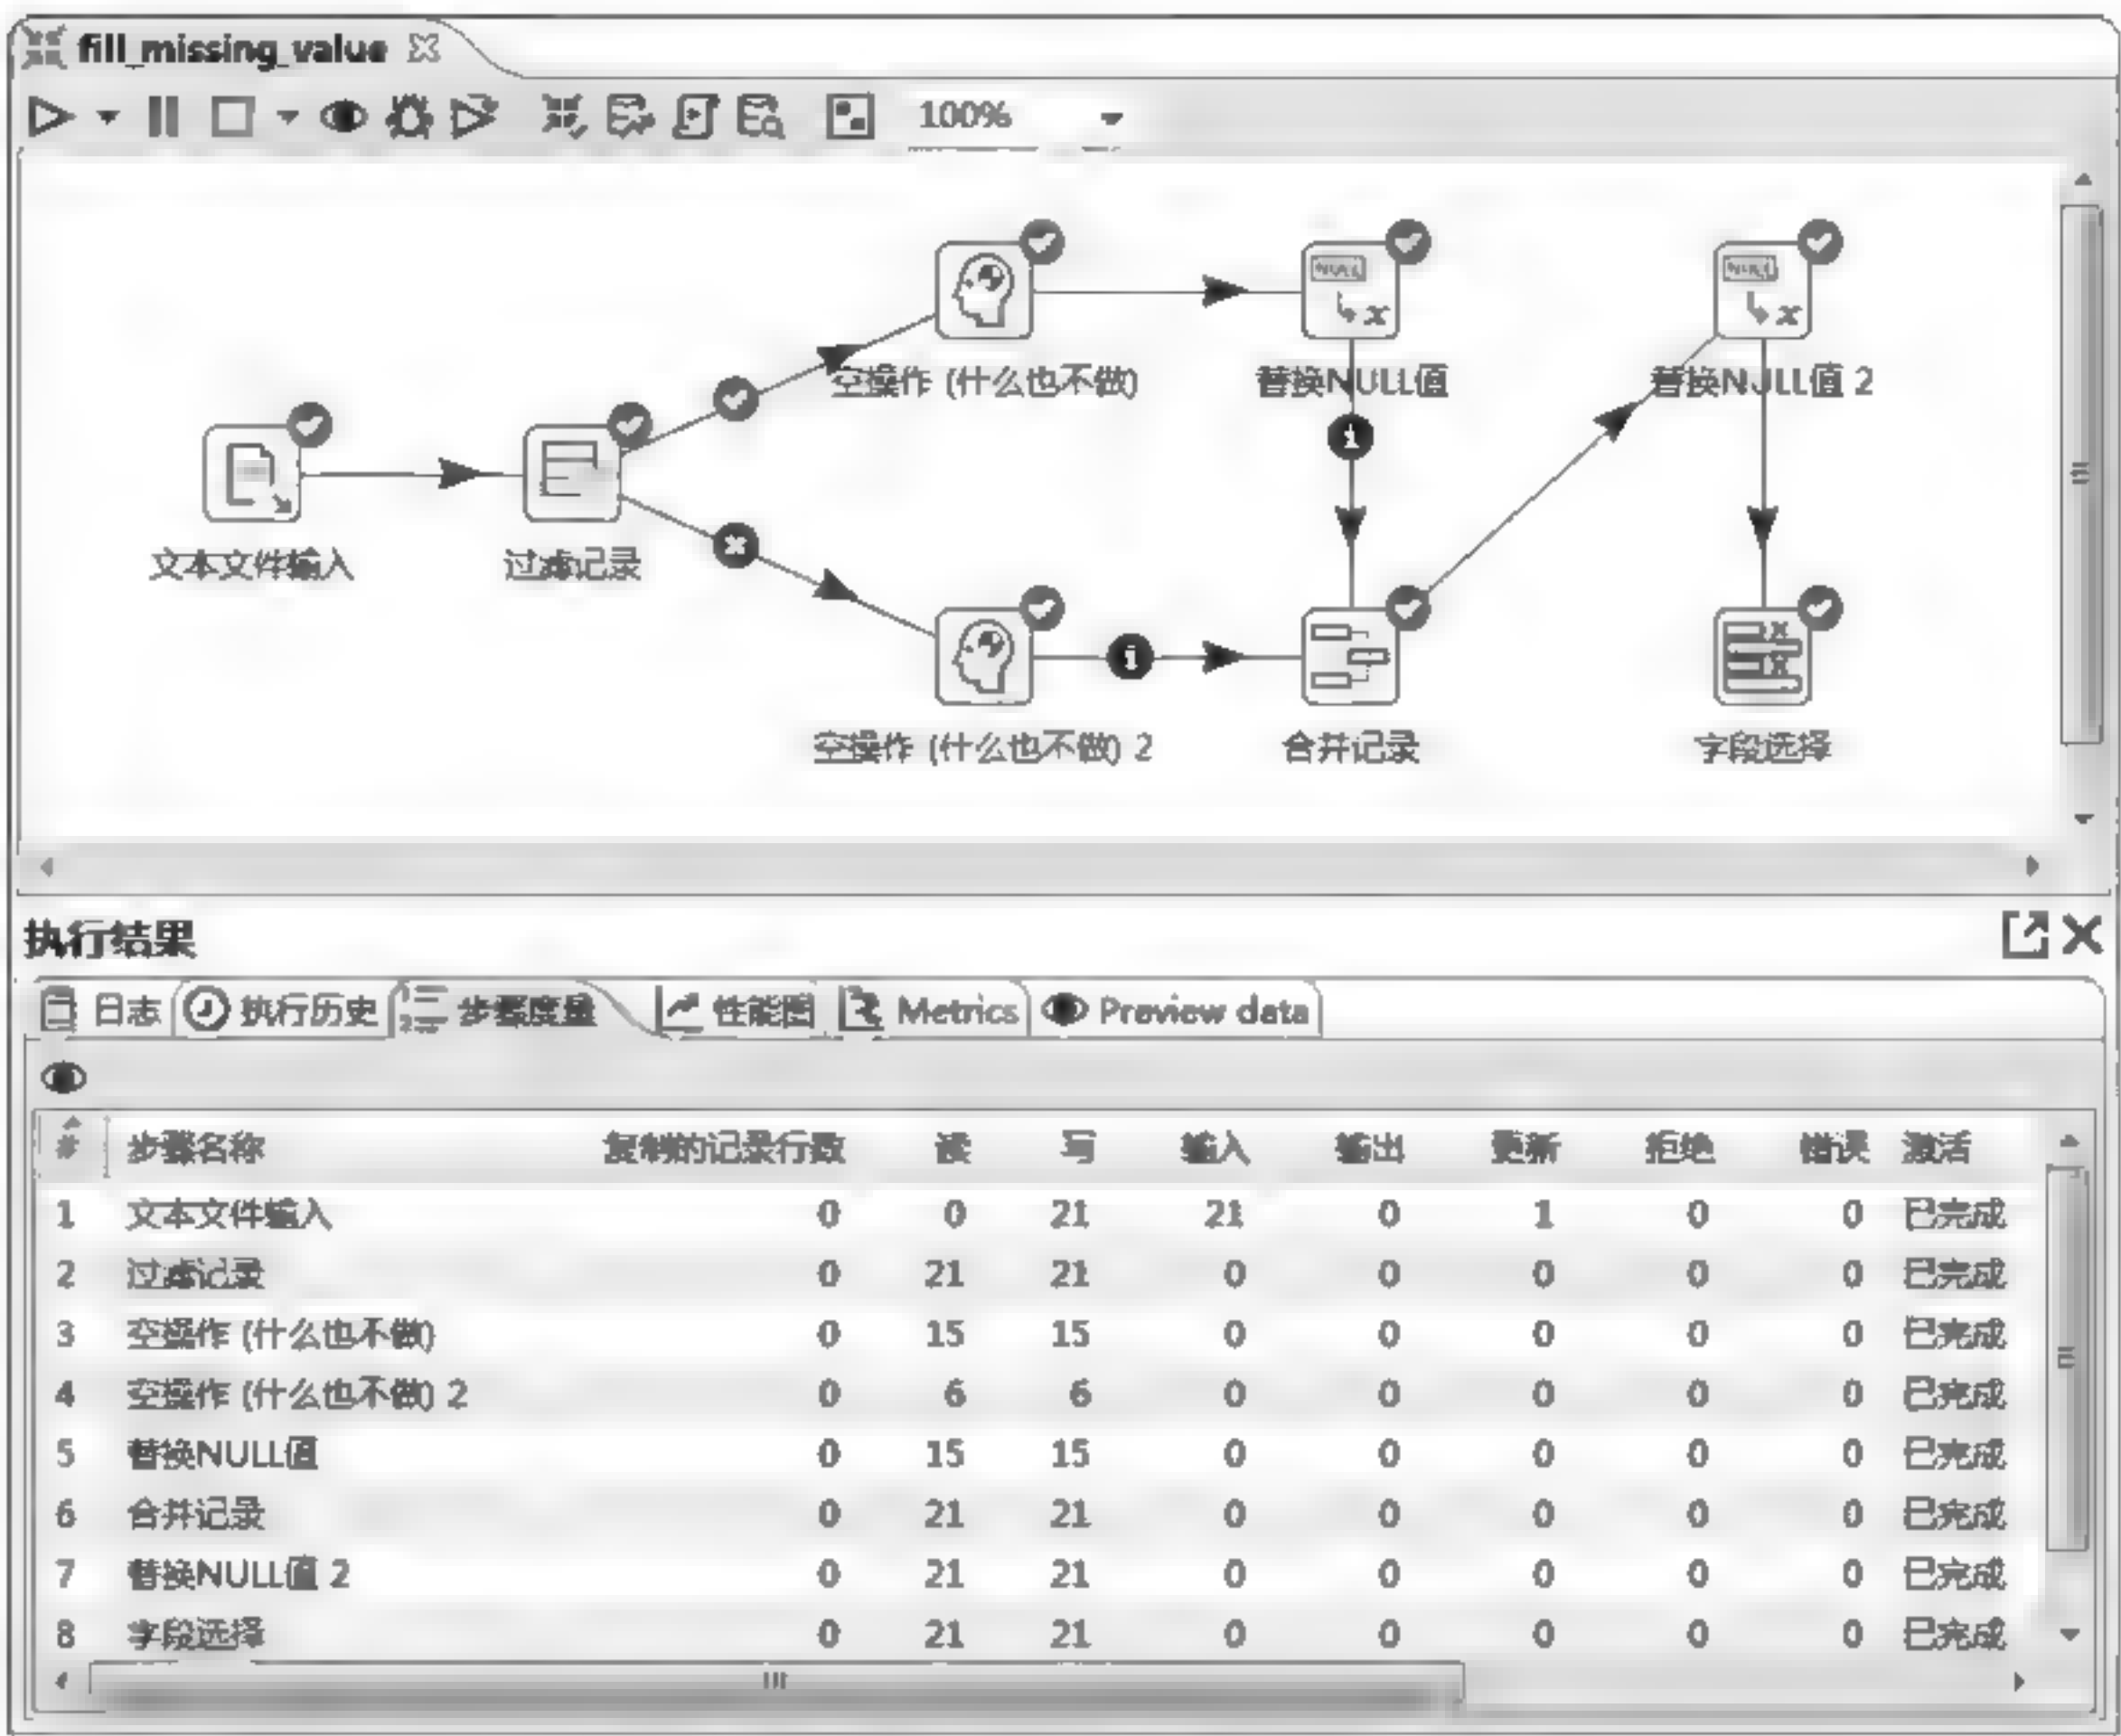 fill_missing_value
100%
空操作 (什么也不做)
替换NULL值
替换NULL值 2
文本文件输入
过滤记录
空操作 (什么也不做) 2
合并记录
字段选择
执行结果
日志 执行历史 步骤度量 性能图 Metrics Preview data
# 步骤名称 复制的记录行数 读 写 输入 输出 更新 拒绝 错误 激活
1 文本文件输入 0 0 21 21 0 1 0 0 已完成
2 过滤记录 0 21 21 0 0 0 0 0 已完成
3 空操作 (什么也不做) 0 15 15 0 0 0 0 0 已完成
4 空操作 (什么也不做) 2 0 6 6 0 0 0 0 0 已完成
5 替换NULL值 0 15 15 0 0 0 0 0 已完成
6 合并记录 0 21 21 0 0 0 0 0 已完成
7 替换NULL值 2 0 21 21 0 0 0 0 0 已完成
8 字段选择 0 21 21 0 0 0 0 0 已完成